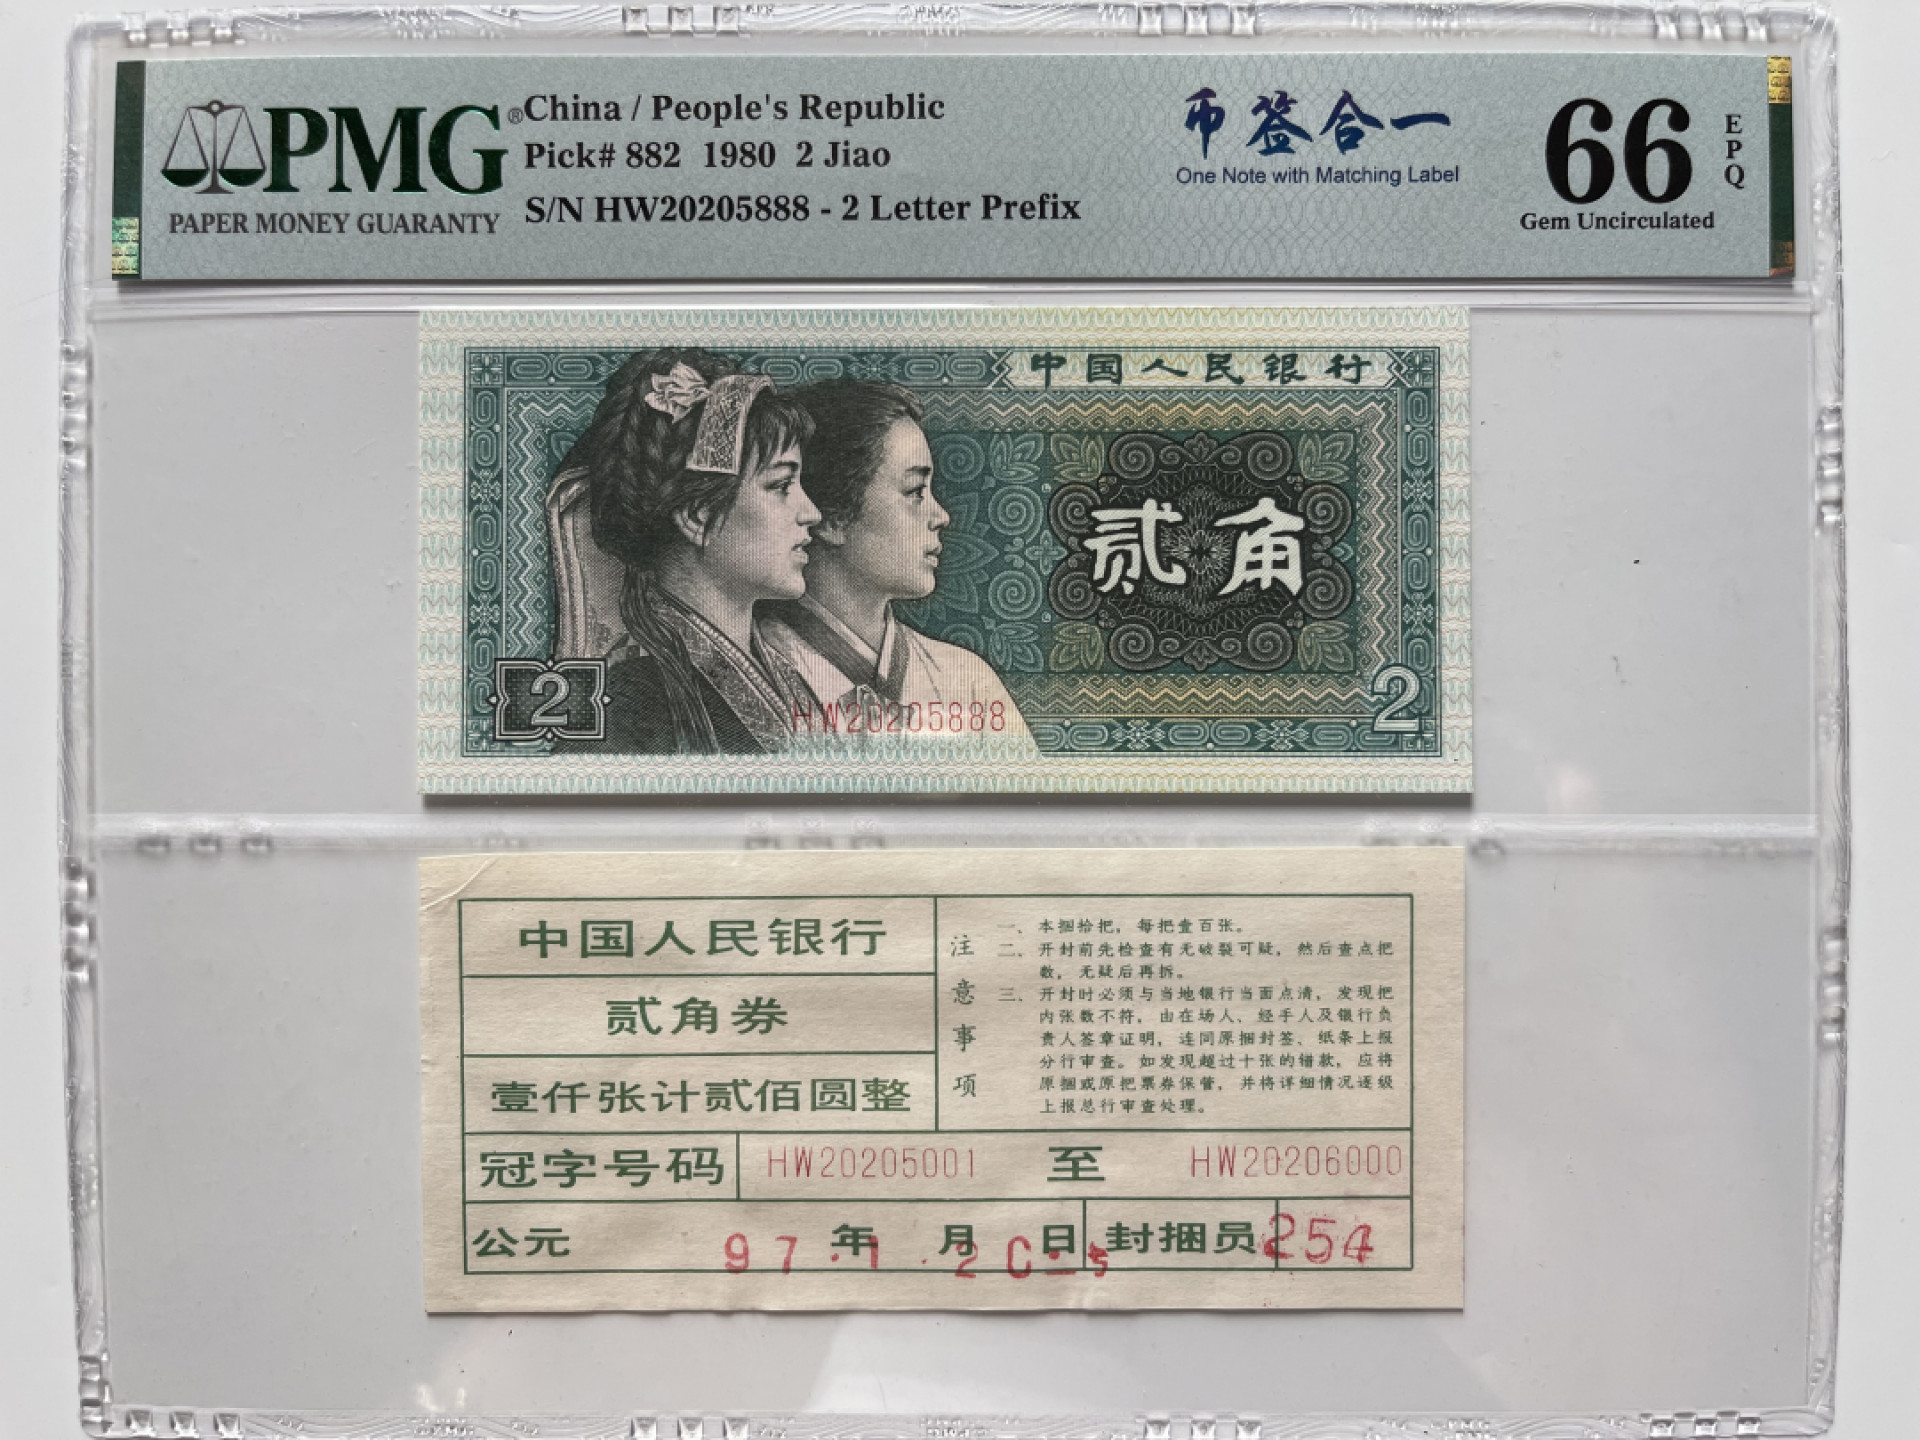 PMG®
PAPER MONEY GUARANTY
China / People's Republic
Pick# 882 1980 2 Jiao
S/N HW20205888 - 2 Letter Prefix
币签合一
One Note with Matching Label
66
EPQ
Gem Uncirculated
中国人民银行
贰角
2
2
HW20205888
中国人民银行
贰角券
壹仟张计贰佰圆整
注意事项
一、本捆拾把，每把壹百张。
二、开封前先检查有无破裂可疑，然后查点把
数，无疑后再拆。
三、开封时必须与当地银行当面点清，发现把
内张数不符，由在场人、经手人及银行负
责人签章证明，连同原捆封签、纸条上报
分行审查。如发现超过十张的错款，应将
原捆或原把票券保管，并将详细情况逐级
上报总行审查处理。
冠字号码 HW20205001 至 HW20206000
公元 97年.1月.20日 封捆员 254